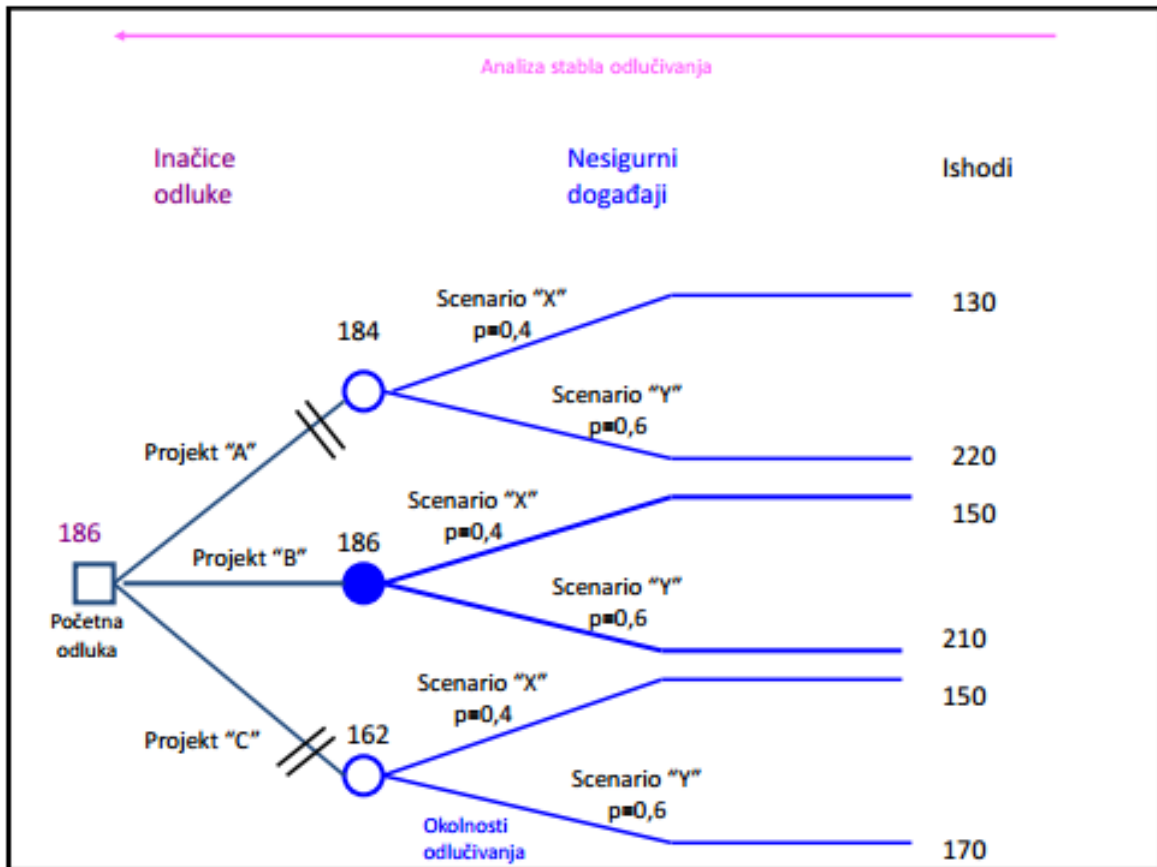 Analiza stabla odlučivanja
Inačice
odluke
Nesigurni
događaji
Ishodi
Scenario “X”
p=0,4
130
184
Scenario “Y”
p=0,6
220
Projekt “A”
Scenario “X”
p=0,4
150
186
186
Projekt “B”
Scenario “Y”
p=0,6
210
Početna
odluka
Scenario “X”
p=0,4
150
Projekt “C”
162
Scenario “Y”
p=0,6
170
Okolnosti
odlučivanja